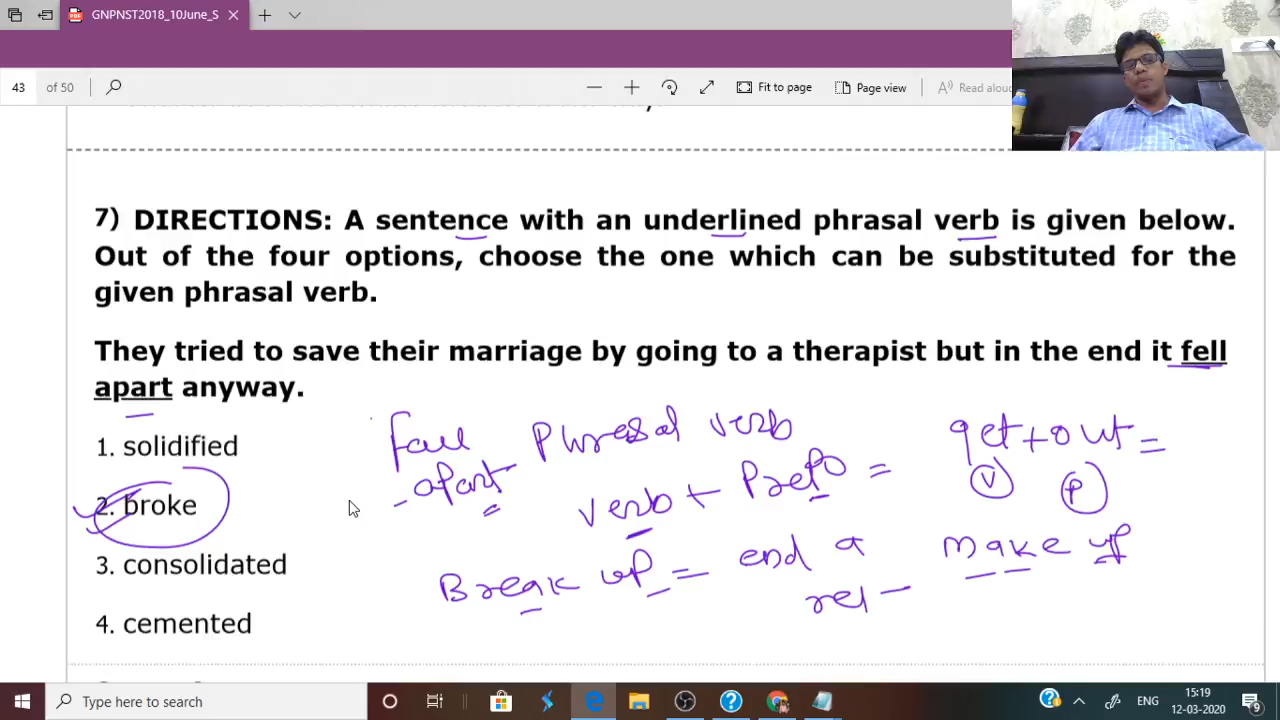 GNPNST2018_10June_S
43 of 50
Fit to page
Page view
Read alou
7) DIRECTIONS: A sentence with an underlined phrasal verb is given below.
Out of the four options, choose the one which can be substituted for the
given phrasal verb.
They tried to save their marriage by going to a therapist but in the end it fell
apart anyway.
1. solidified
2. broke
3. consolidated
4. cemented
fall
apart
Phresal verb
verb + Prepo =
get + out =
V
P
Break up = end a
rel
make up
Type here to search
ENG
15:19
12-03-2020
9